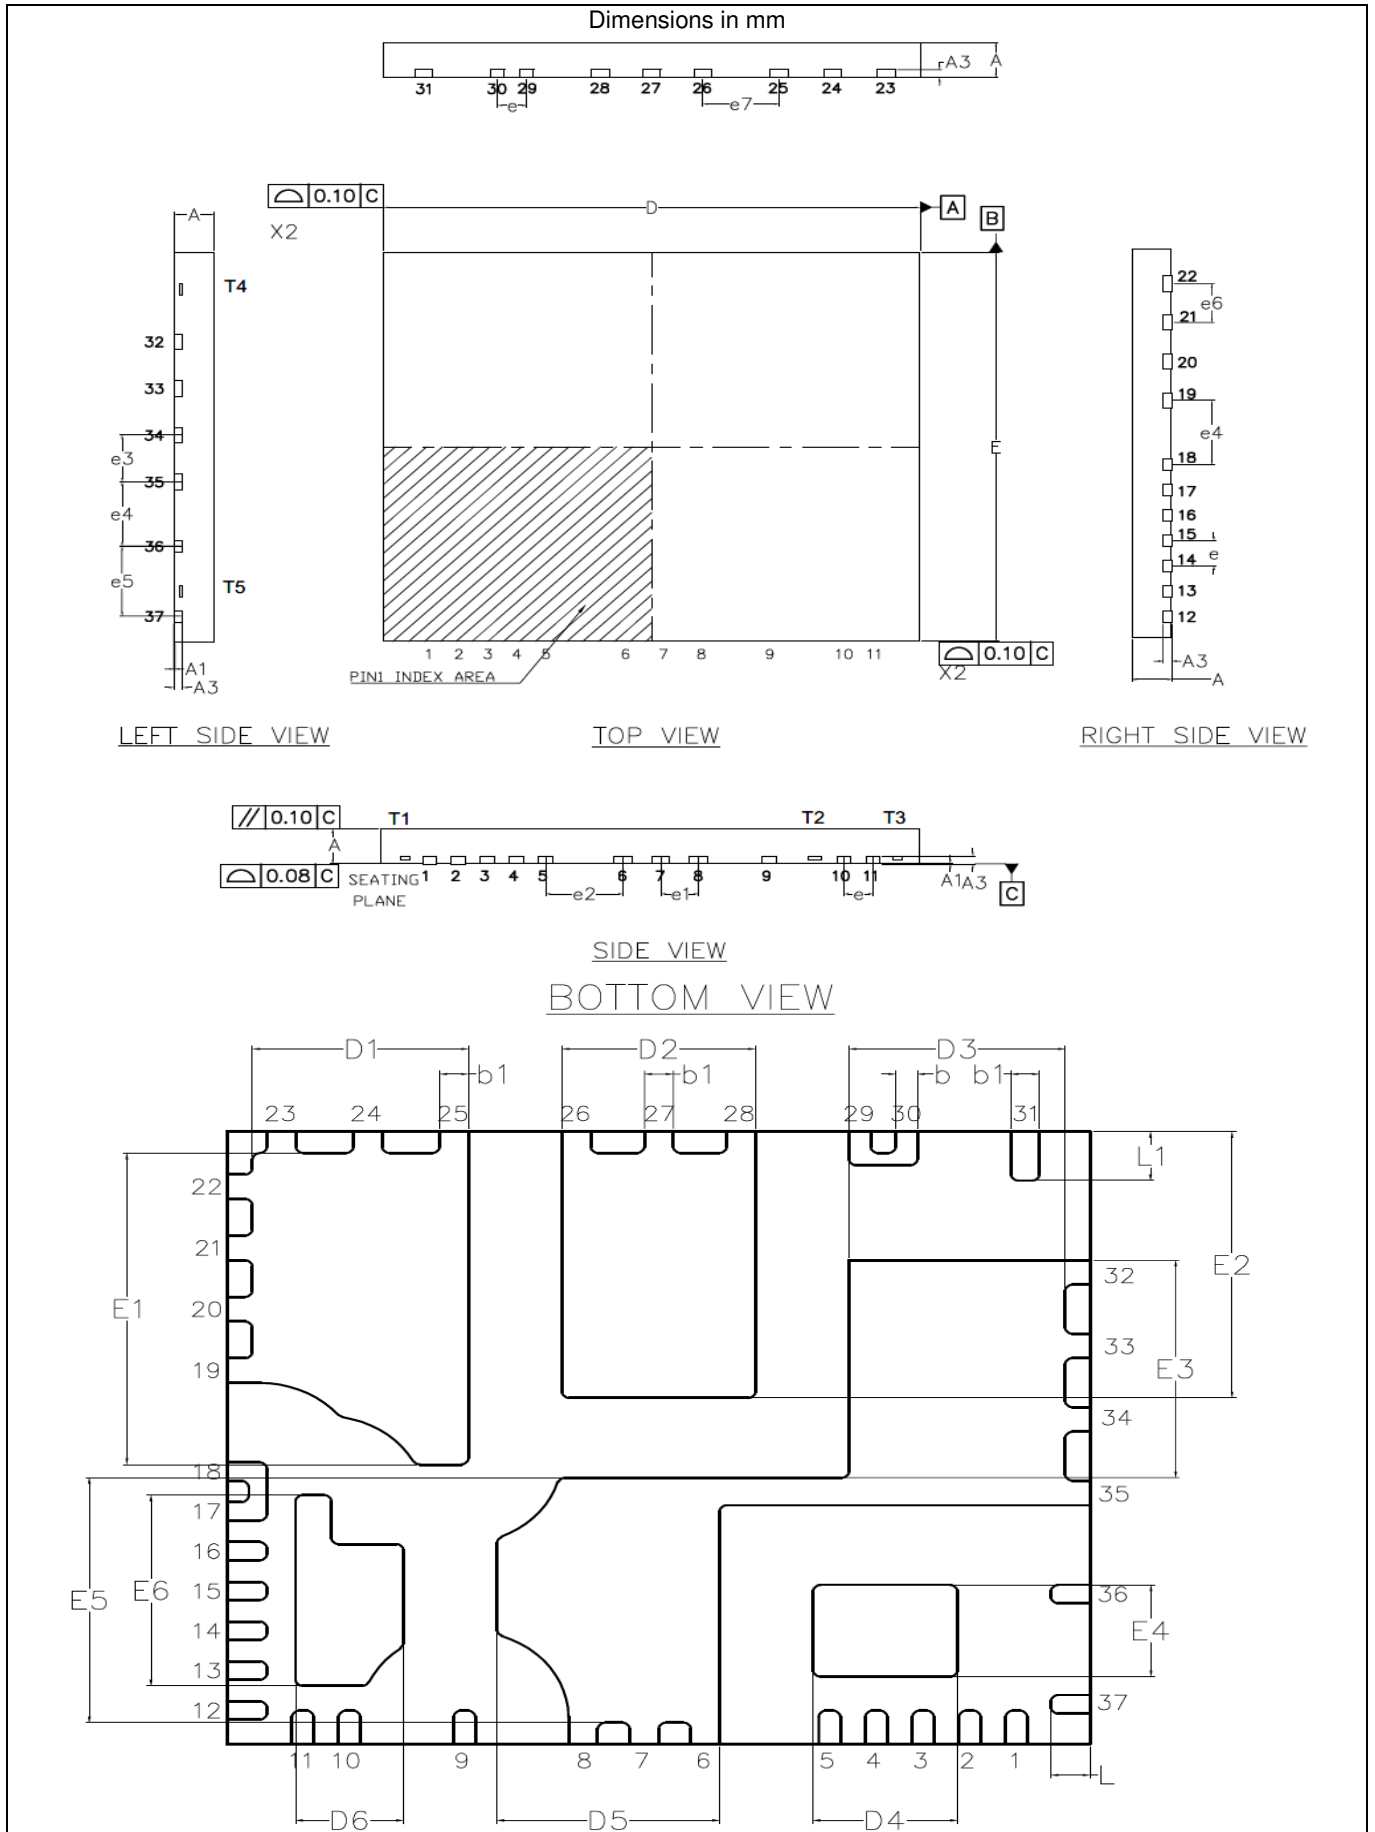 Dimensions in mm
A3 A
31 30 29 28 27 26 25 24 23
e e7
0.10 C
X2
D
A
B
A
T4
32
33
34
e3
35
e4
36
e5
T5
37
A1
A3
E
22
e6
21
20
19
e4
18
17
16
15
e
14
13
12
A3
A
1 2 3 4 5 6 7 8 9 10 11
0.10 C
X2
PIN1 INDEX AREA
LEFT SIDE VIEW
TOP VIEW
RIGHT SIDE VIEW
// 0.10 C
T1 T2 T3
A
0.08 C
SEATING PLANE
1 2 3 4 5 6 7 8 9 10 11
e2 e1 e
A1 A3
C
SIDE VIEW
BOTTOM VIEW
D1 D2 D3
b1 b1 b b1
23 24 25 26 27 28 29 30 31
L1
22
21
20
19
18
17
16
15
14
13
12
E1
E5
E6
E2
E3
32
33
34
35
36
E4
37
11 10 9 8 7 6 5 4 3 2 1
L
D6 D5 D4